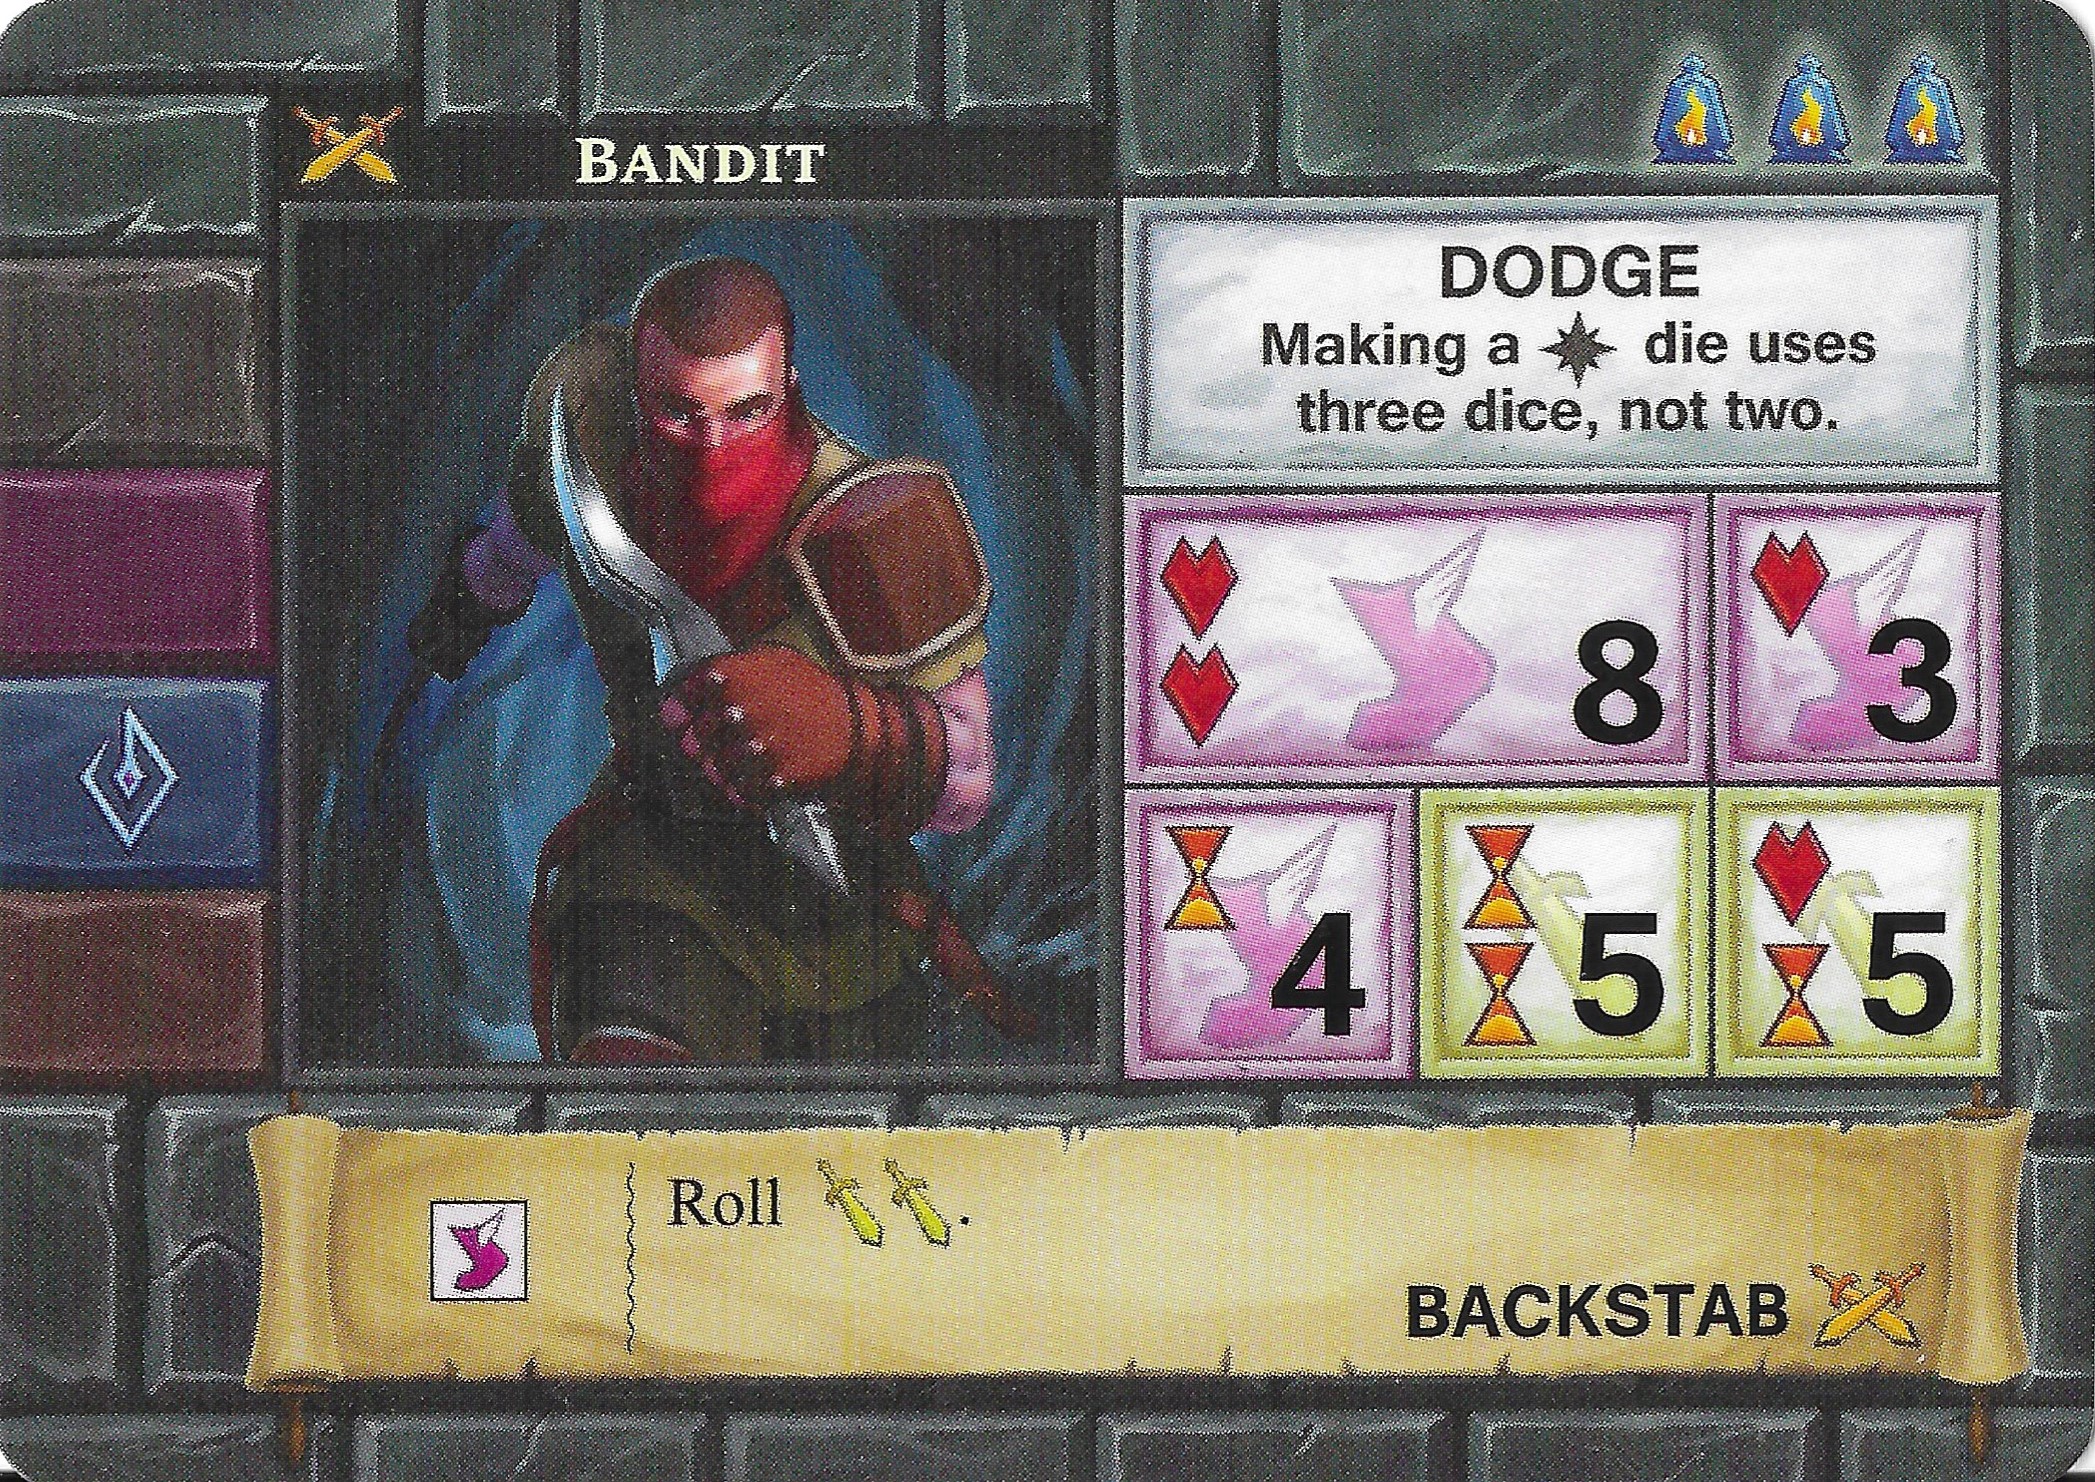 BANDIT
DODGE
Making a die uses
three dice, not two.
8
3
4
5
5
Roll .
BACKSTAB